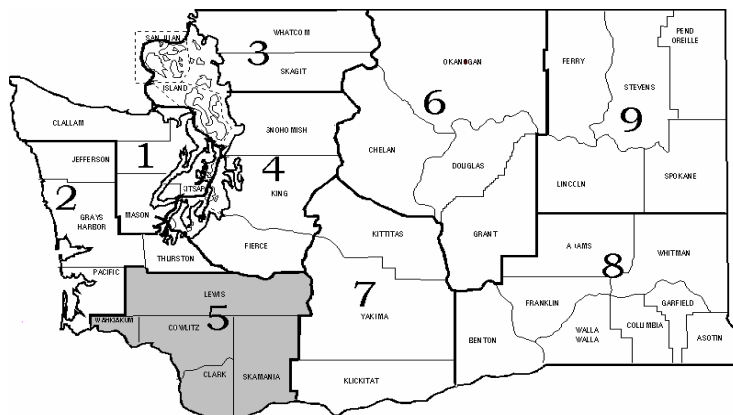 WHATCOM
SAN JUAN
PEND
OREILLE
3
OKANOGAN
FERRY
SKAGIT
ISLAND
STEVENS
6
9
CLALLAM
SNOHOMISH
JEFFERSON
1
CHELAN
DOUGLAS
4
2
KITSAP
KING
LINCLN
SPOKANE
MASON
GRAYS
HARBOR
KITTITAS
GRANT
THURSTON
FIERCE
ADAMS
WHITMAN
8
PACIFIC
LEWIS
7
5
FRANKLIN
GARFIELD
WAHKIAKUM
COWLITZ
YAKIMA
BENTON
WALLA
WALLA
COLUMBIA
ASOTIN
CLARK
SKAMANIA
KLICKITAT